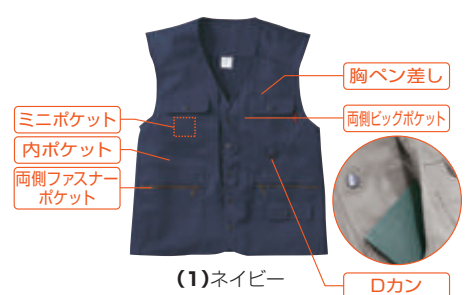 胸ペン差し
ミニポケット
両側ビッグポケット
内ポケット
両側ファスナー
ポケット
(1)ネイビー
Dカン